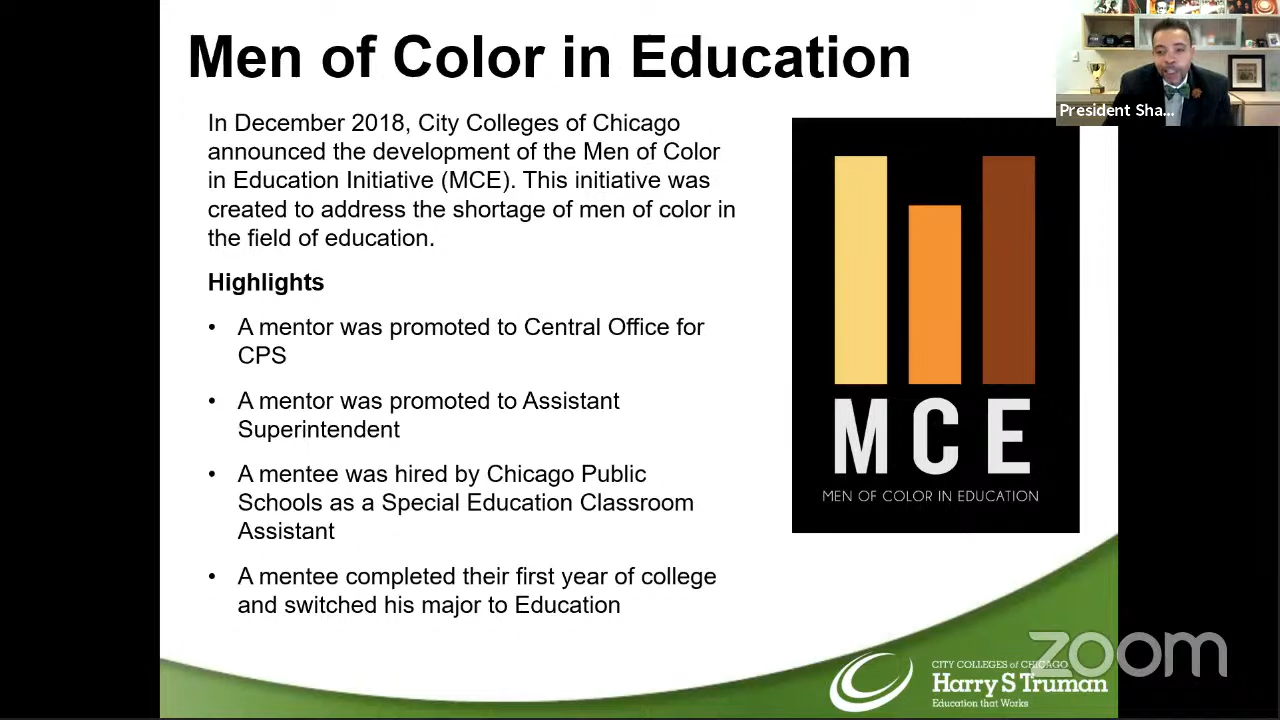 Men of Color in Education
President Sha...
In December 2018, City Colleges of Chicago
announced the development of the Men of Color
in Education Initiative (MCE). This initiative was
created to address the shortage of men of color in
the field of education.
Highlights
• A mentor was promoted to Central Office for
CPS
• A mentor was promoted to Assistant
Superintendent
• A mentee was hired by Chicago Public
Schools as a Special Education Classroom
Assistant
• A mentee completed their first year of college
and switched his major to Education
MCE
MEN OF COLOR IN EDUCATION
zoom
CITY COLLEGES of CHICAGO
Harry S Truman
Education that Works